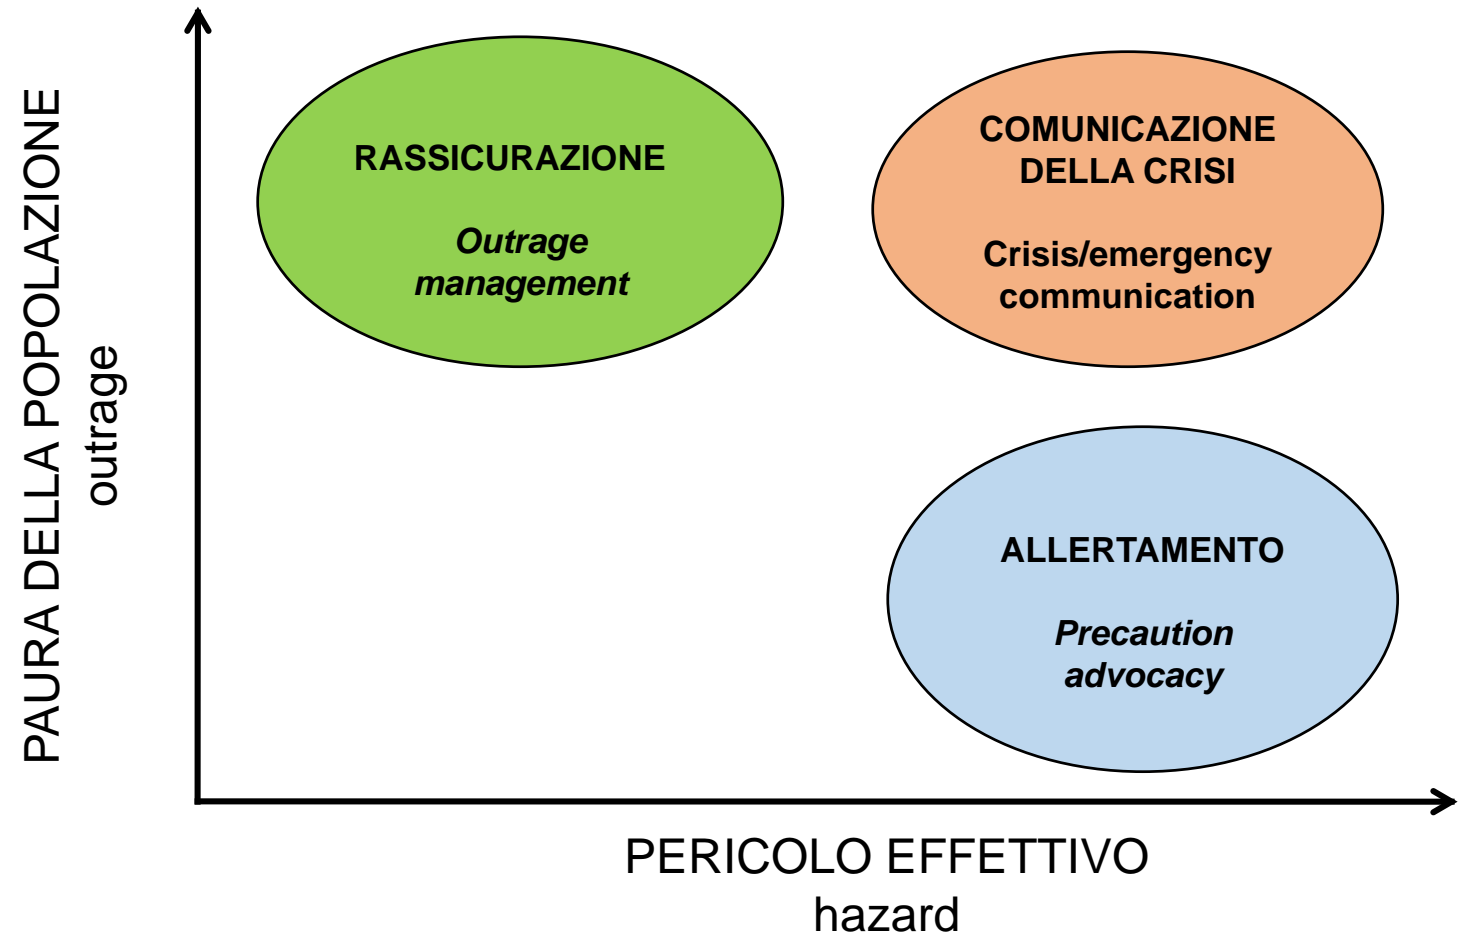 PAURA DELLA POPOLAZIONE
outrage
RASSICURAZIONE
Outrage
management
COMUNICAZIONE
DELLA CRISI
Crisis/emergency
communication
ALLERTAMENTO
Precaution
advocacy
PERICOLO EFFETTIVO
hazard